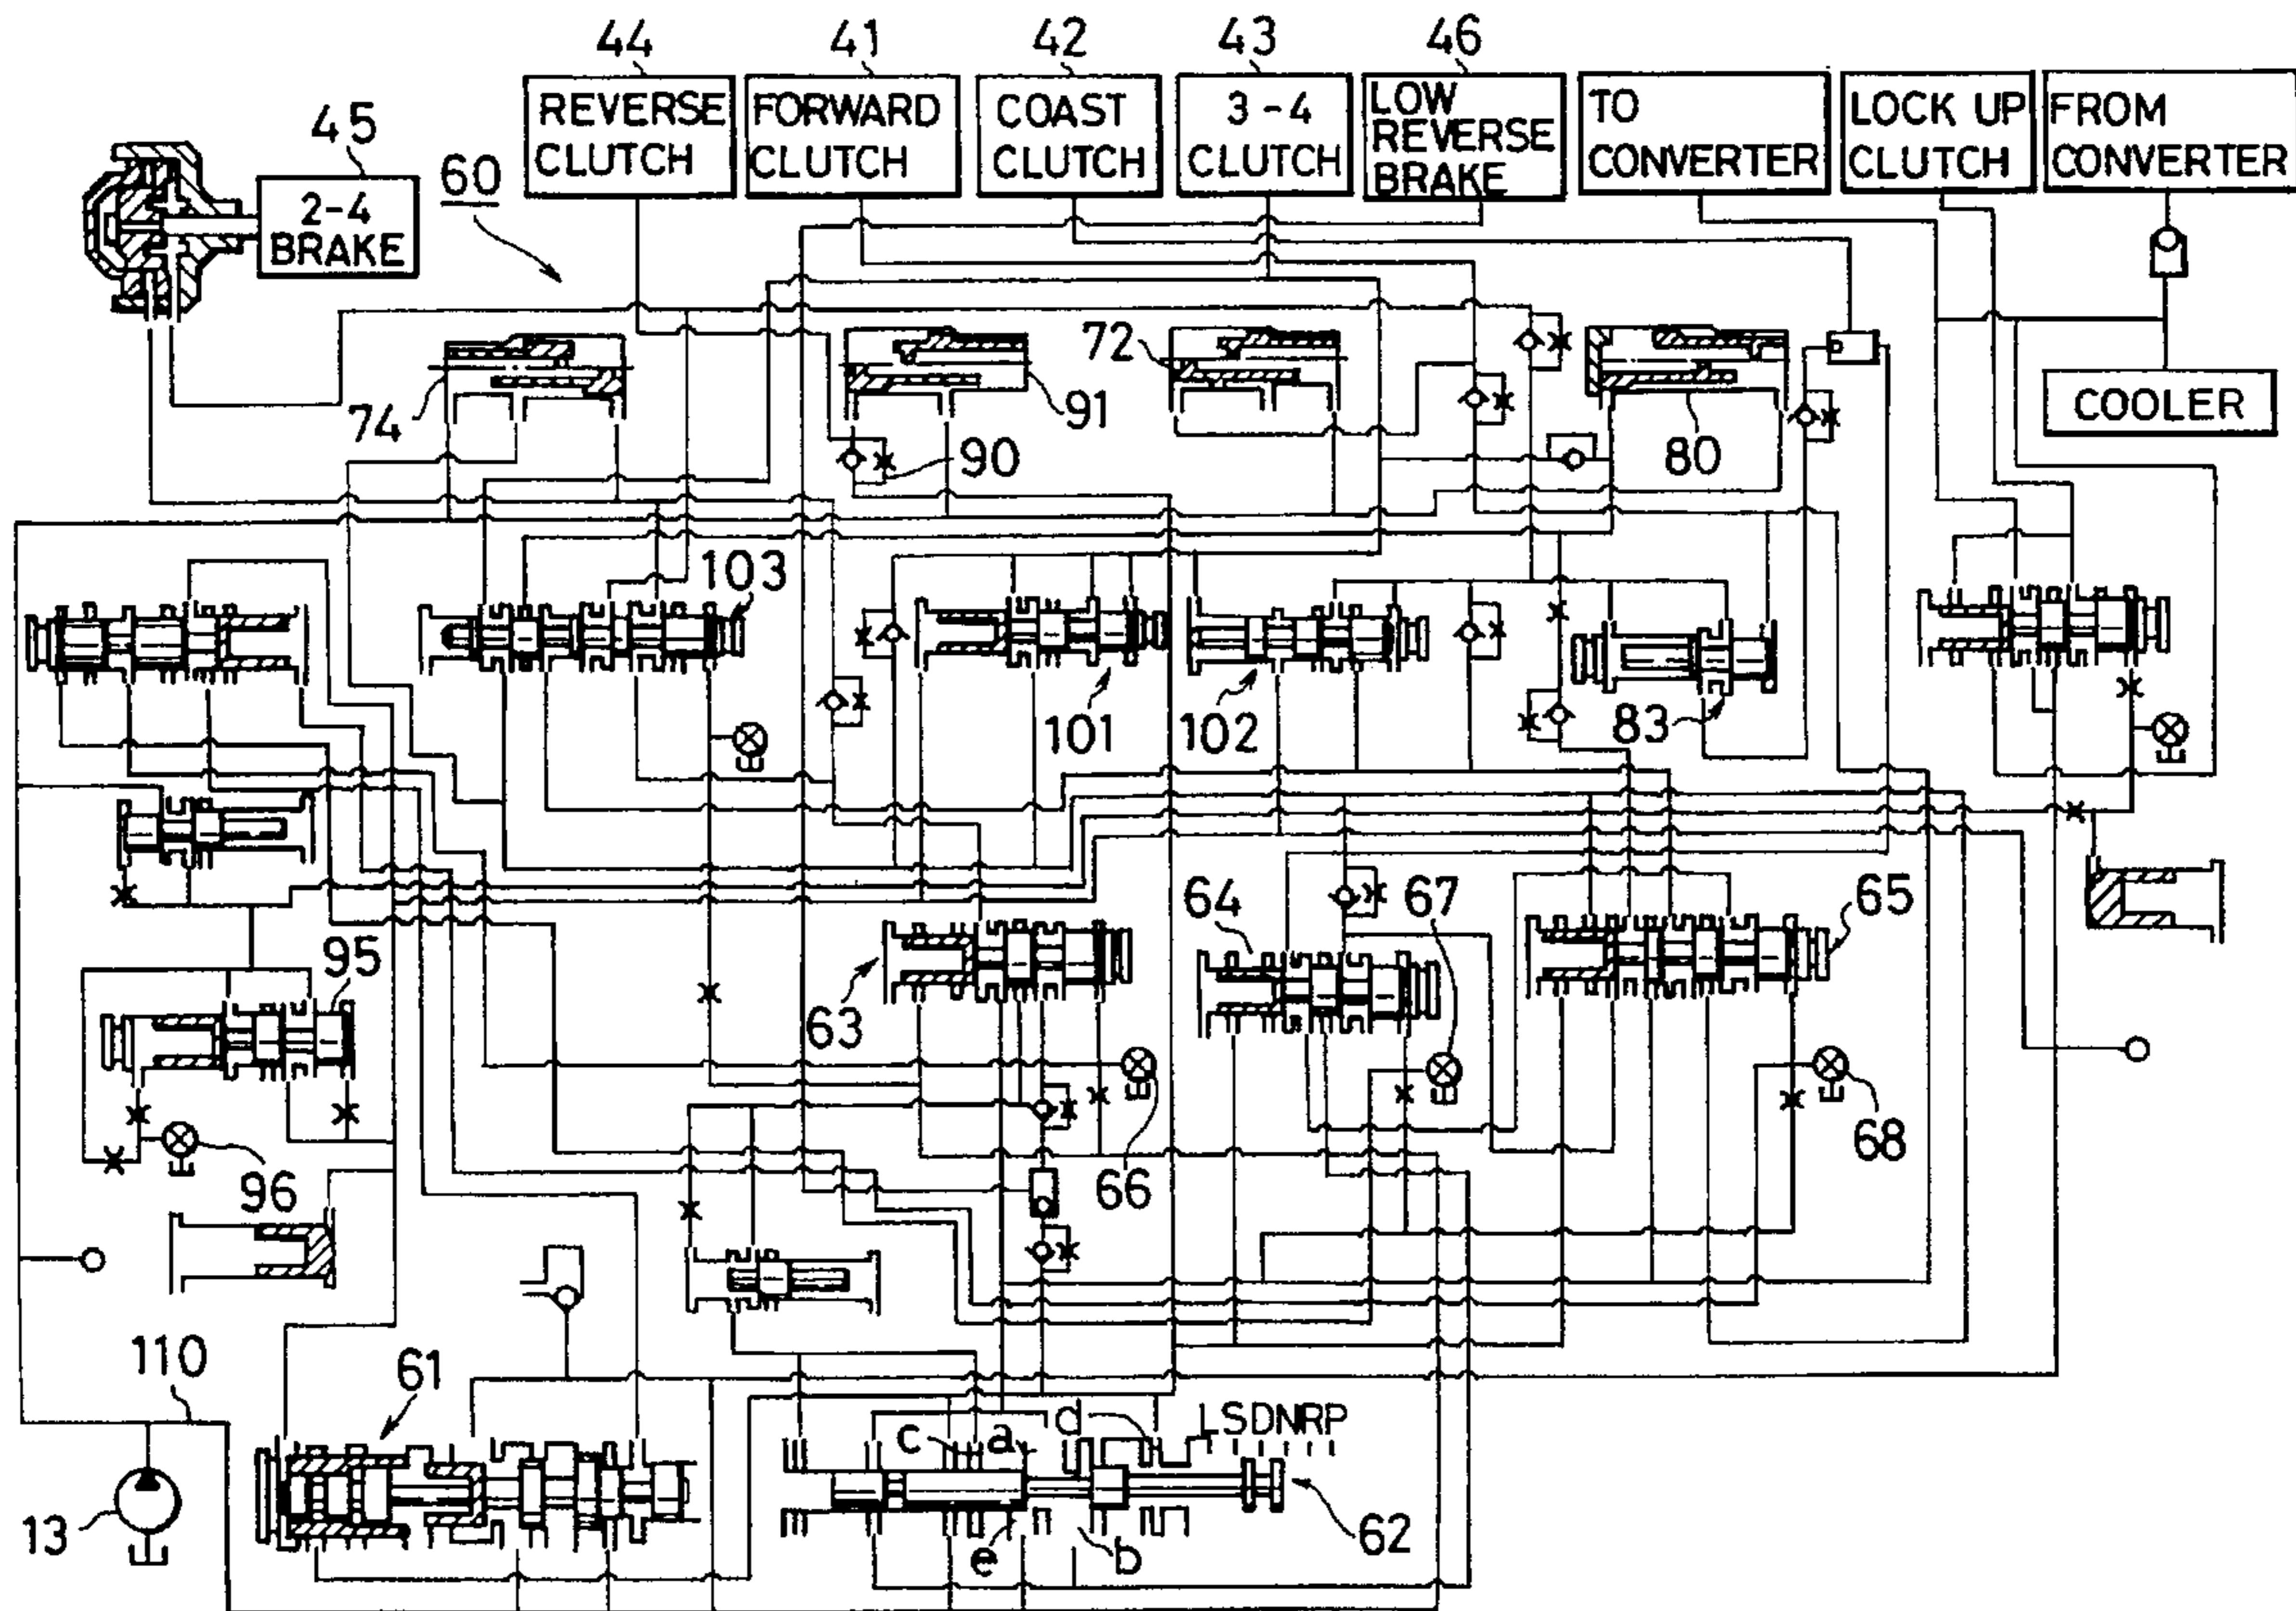 44
41
42
43
46
45
60
REVERSE
CLUTCH
FORWARD
CLUTCH
COAST
CLUTCH
3-4
CLUTCH
LOW
REVERSE
BRAKE
TO
CONVERTER
LOCK UP
CLUTCH
FROM
CONVERTER
2-4
BRAKE
74
91
72
80
COOLER
90
103
101
102
83
64
67
65
95
63
66
68
96
110
61
c
a
d
LSDNRP
13
e
b
62